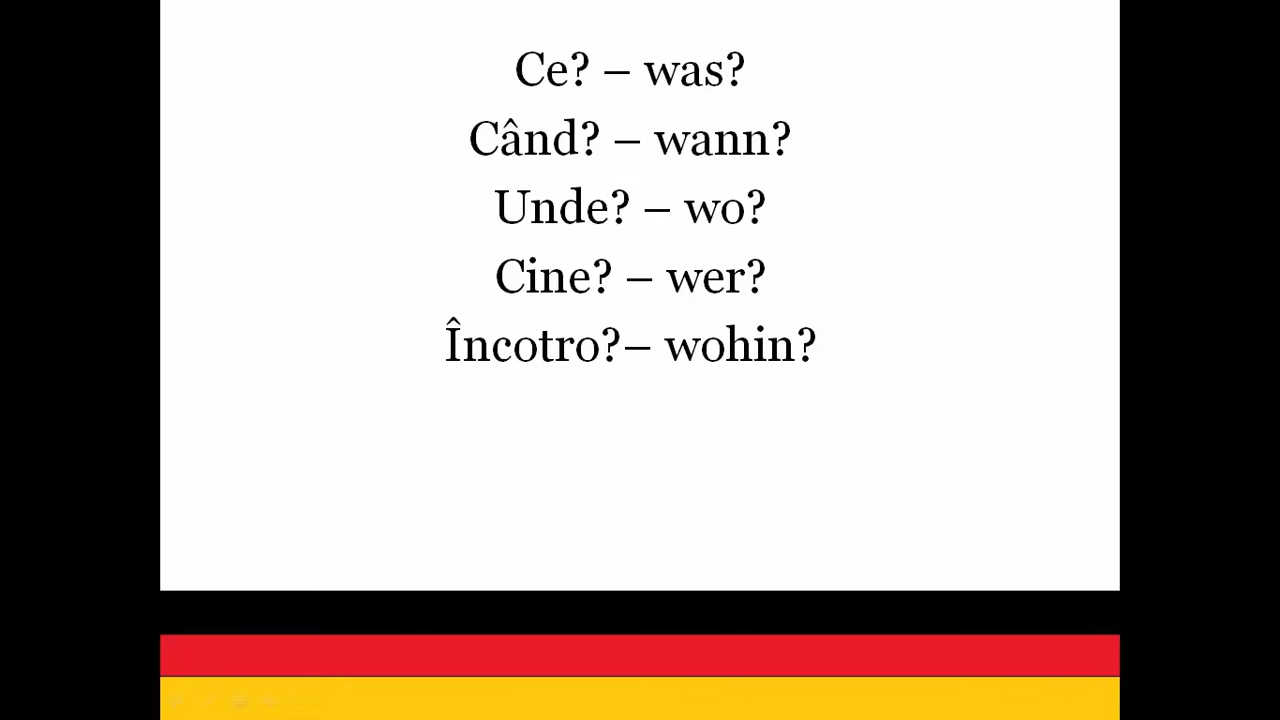 Ce? – was?
Când? – wann?
Unde? – wo?
Cine? – wer?
Încotro?– wohin?